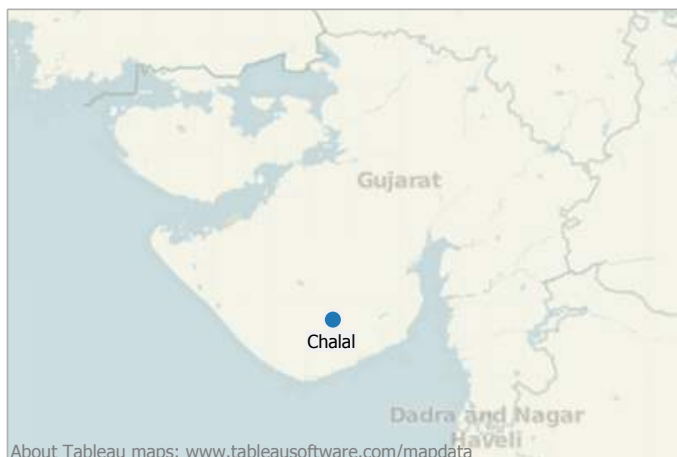 Gujarat
Chalal
Dadra and Nagar
Haveli
About Tableau maps: www.tableausoftware.com/mapdata